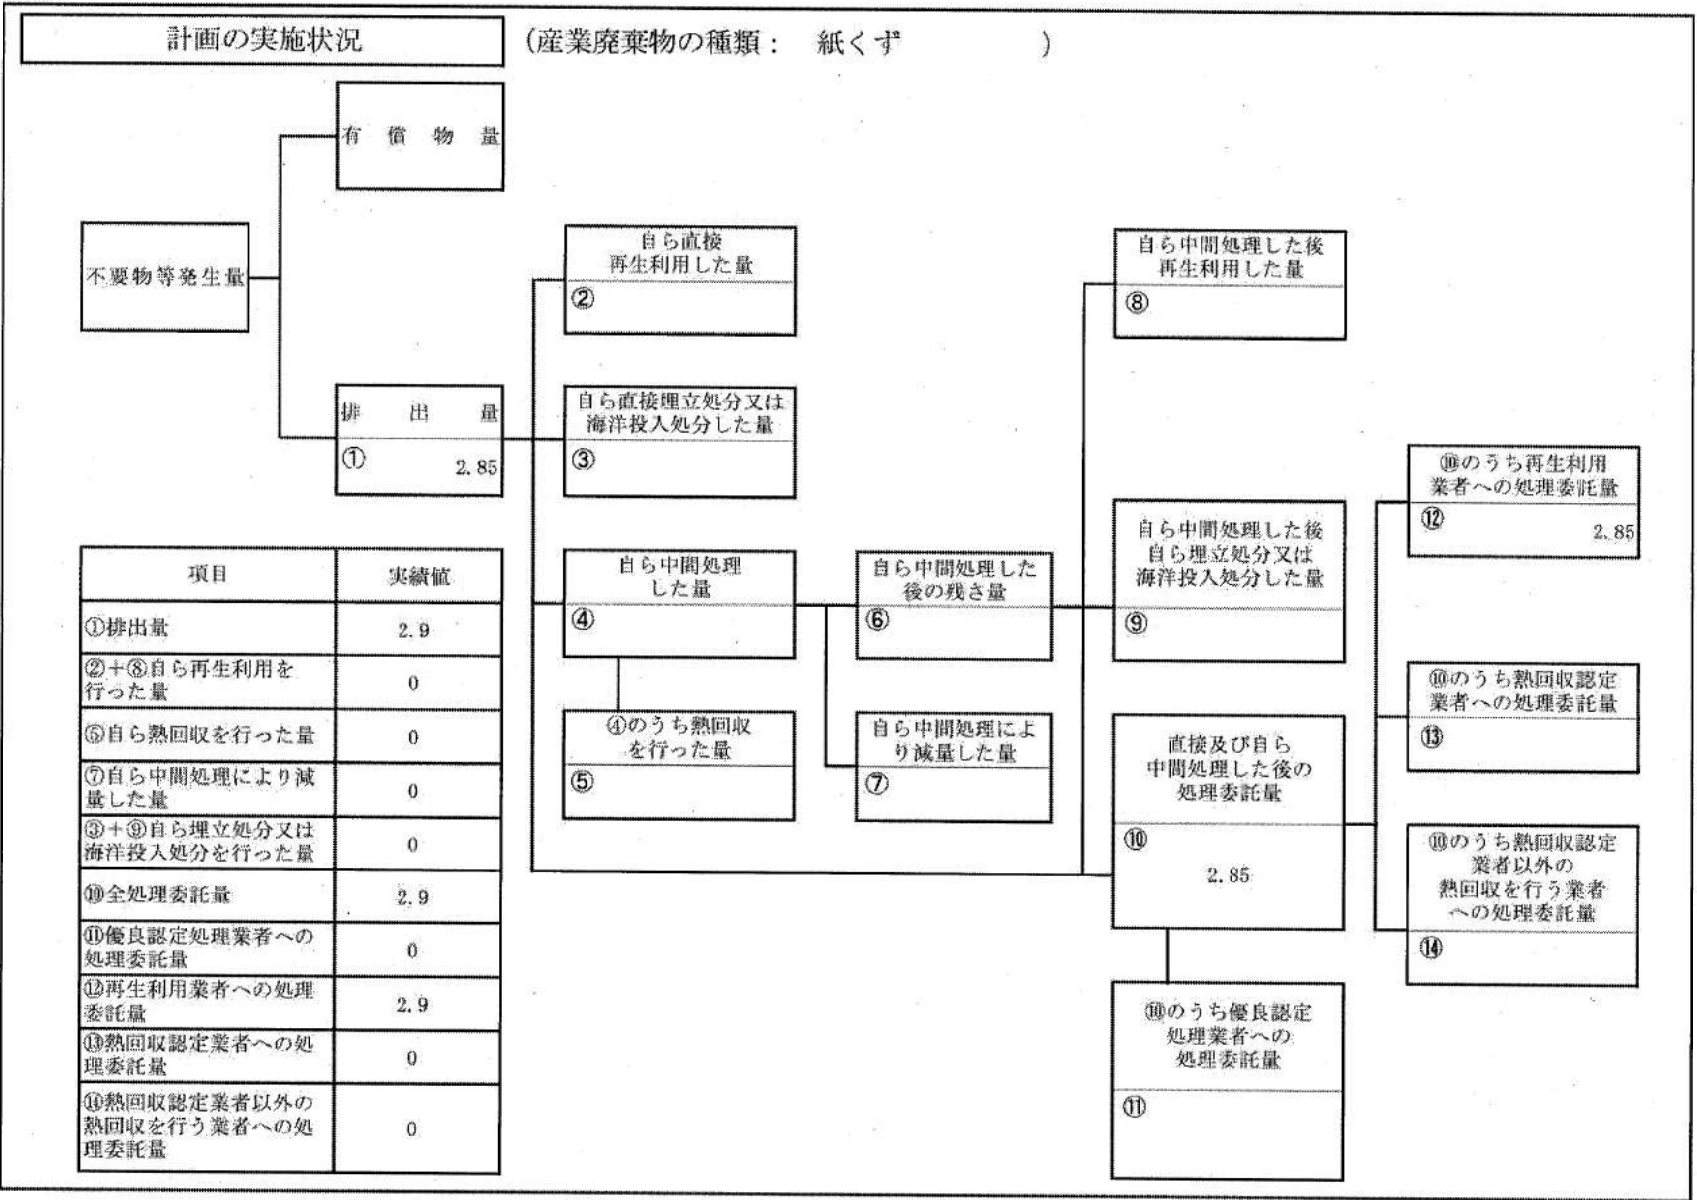 計画の実施状況
(産業廃棄物の種類： 紙くず )
有償物量
不要物等発生量
排出量
①
2.85
自ら直接
再生利用した量
②
自ら直接埋立処分又は
海洋投入処分した量
③
自ら中間処理
した量
④
④のうち熱回収
を行った量
⑤
自ら中間処理した
後の残さ量
⑥
自ら中間処理によ
り減量した量
⑦
自ら中間処理した後
再生利用した量
⑧
自ら中間処理した後
自ら埋立処分又は
海洋投入処分した量
⑨
直接及び自ら
中間処理した後の
処理委託量
⑩
2.85
⑩のうち優良認定
処理業者への
処理委託量
⑪
⑩のうち再生利用
業者への処理委託量
⑫
2.85
⑩のうち熱回収認定
業者への処理委託量
⑬
⑩のうち熱回収認定
業者以外の
熱回収を行う業者
への処理委託量
⑭
項目 実績値
①排出量 2.9
②＋⑧自ら再生利用を
行った量 0
⑤自ら熱回収を行った量 0
⑦自ら中間処理により減
量した量 0
③＋⑨自ら埋立処分又は
海洋投入処分を行った量 0
⑩全処理委託量 2.9
⑪優良認定処理業者への
処理委託量 0
⑫再生利用業者への処理
委託量 2.9
⑬熱回収認定業者への処
理委託量 0
⑭熱回収認定業者以外の
熱回収を行う業者への処
理委託量 0